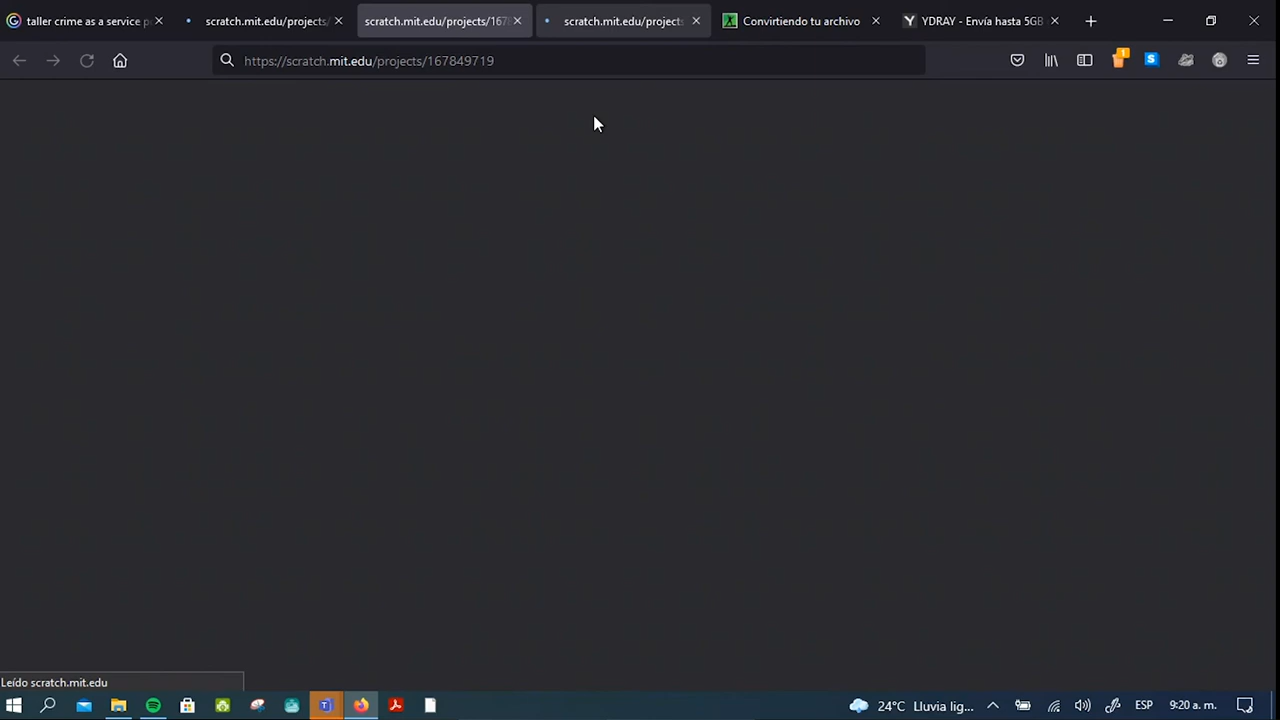 taller crime as a service p
scratch.mit.edu/projects/
scratch.mit.edu/projects/167
scratch.mit.edu/projects
Convirtiendo tu archivo
YDRAY - Envía hasta 5GB
https://scratch.mit.edu/projects/167849719
1
S
Leído scratch.mit.edu
24°C Lluvia lig...
ESP
9:20 a. m.